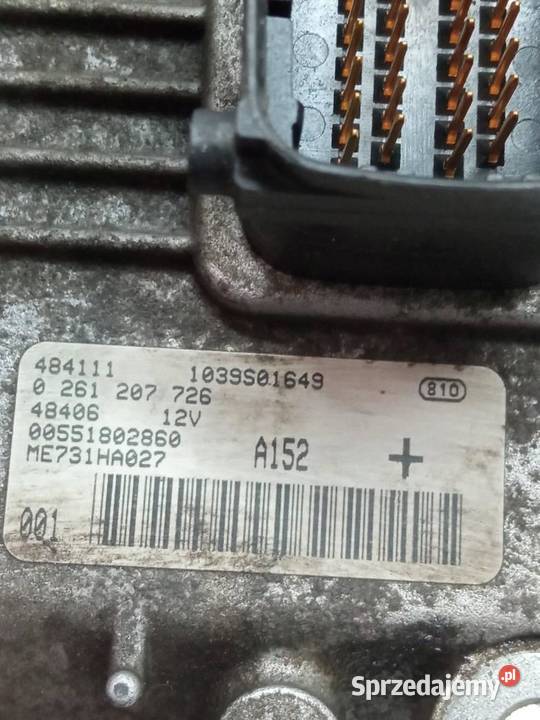 484111 1039S01649
810
0 261 207 726
48406 12V
00551802860
ME731HA027 A152 +
001
Sprzedajemy.pl